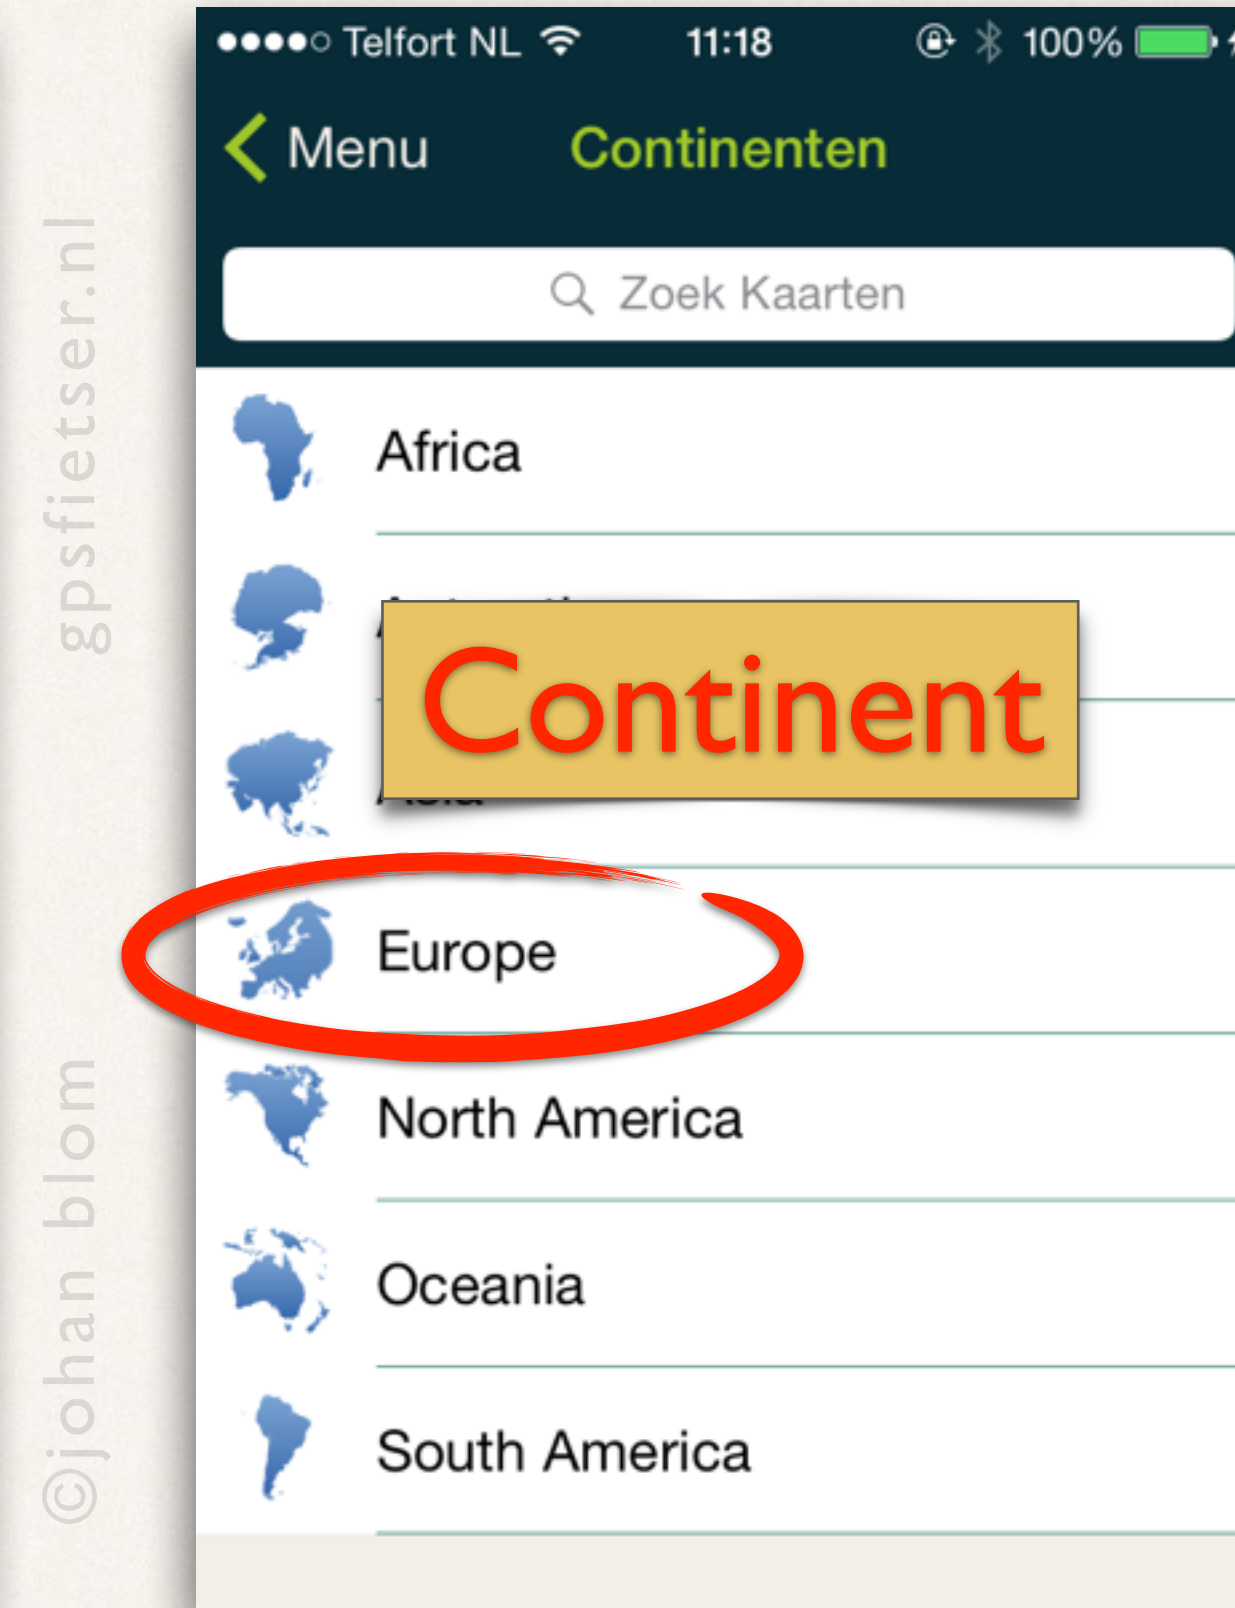 Telfort NL 11:18 100%
Menu Continenten
Zoek Kaarten
Africa
Continent
Europe
North America
Oceania
South America
gpsfietser.nl
©johan blom